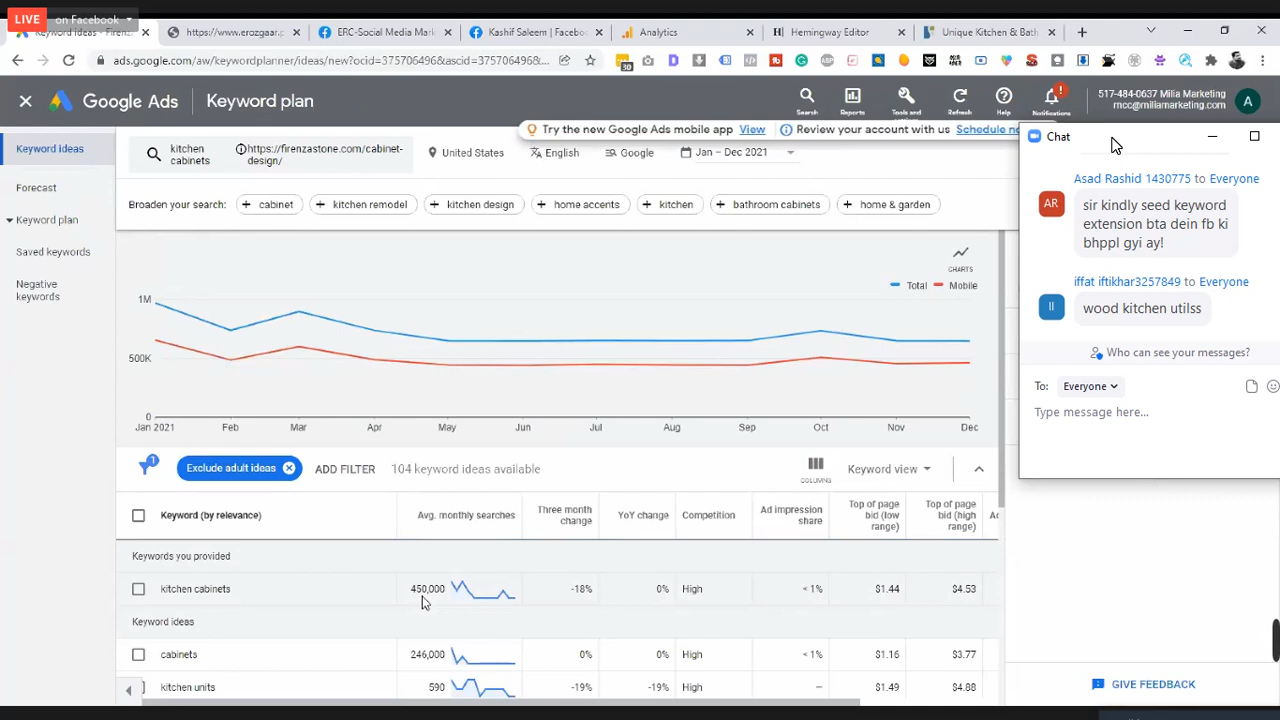 LIVE on Facebook
Keyword ideas - Firenz
https://www.erozgaar.p
ERC-Social Media Mark
Kashif Saleem | Facebo
Analytics
Hemingway Editor
Unique Kitchen & Bath
ads.google.com/aw/keywordplanner/ideas/new?ocid=375706496&ascid=375706496&...
Google Ads
Keyword plan
Search
Reports
Tools and
Refresh
Help
Notifications
517-484-0637 Milia Marketing
mcc@miliamarketing.com
A
Try the new Google Ads mobile app View
Review your account with us Schedule no
Keyword ideas
Forecast
Keyword plan
Saved keywords
Negative
keywords
kitchen
cabinets
https://firenzastore.com/cabinet-
design/
United States
English
Google
Jan – Dec 2021
Broaden your search:
cabinet
kitchen remodel
kitchen design
home accents
kitchen
bathroom cabinets
home & garden
CHARTS
Total
Mobile
1M
500K
0
Jan 2021 Feb Mar Apr May Jun Jul Aug Sep Oct Nov Dec
1
Exclude adult ideas
ADD FILTER
104 keyword ideas available
COLUMNS
Keyword view
Keyword (by relevance)
Avg. monthly searches
Three month
change
YoY change
Competition
Ad impression
share
Top of page
bid (low
range)
Top of page
bid (high
range)
Keywords you provided
kitchen cabinets 450,000 -18% 0% High < 1% $1.44 $4.53
Keyword ideas
cabinets 246,000 0% 0% High < 1% $1.16 $3.77
kitchen units 590 -19% -19% High – $1.49 $4.88
Chat
Asad Rashid 1430775 to Everyone
AR
sir kindly seed keyword
extension bta dein fb ki
bhppl gyi ay!
iffat iftikhar3257849 to Everyone
II
wood kitchen utilss
Who can see your messages?
To: Everyone
Type message here...
GIVE FEEDBACK